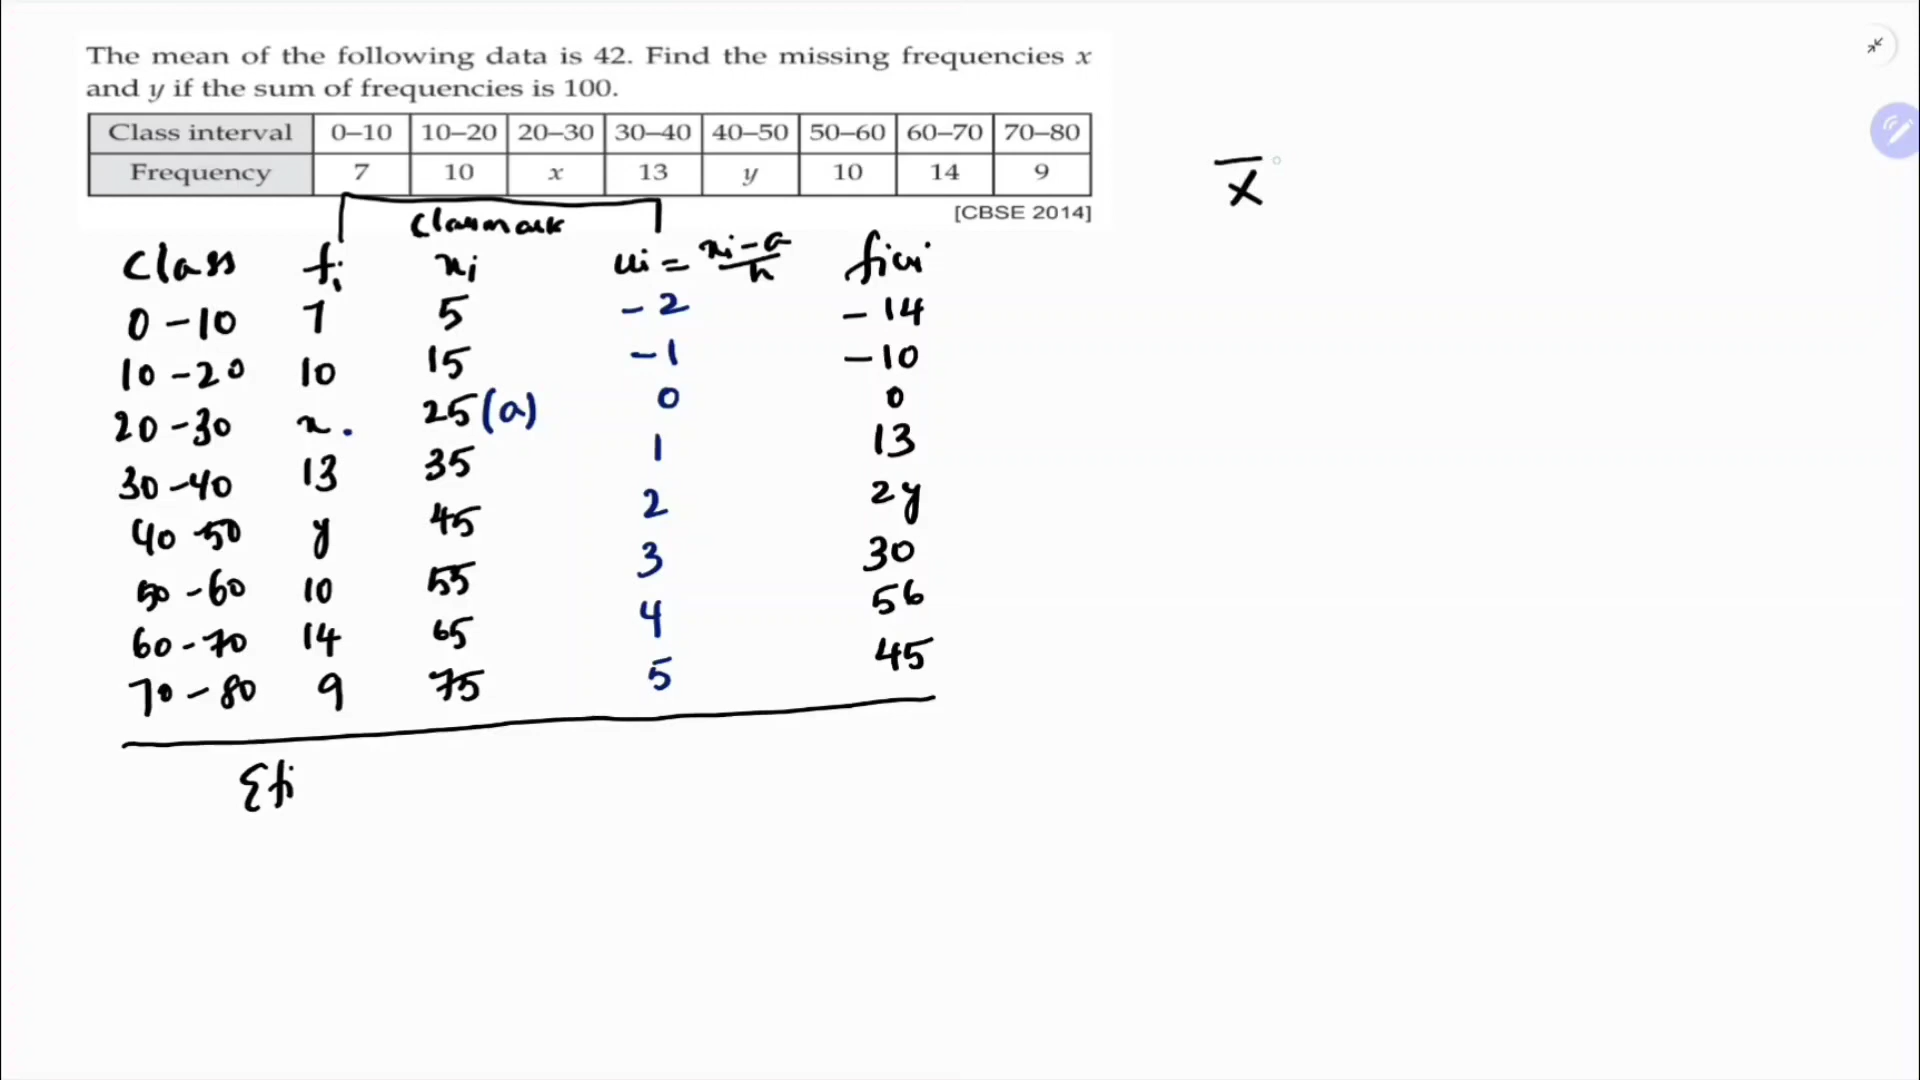 The mean of the following data is 42. Find the missing frequencies x
and y if the sum of frequencies is 100.
Class interval 0–10 10–20 20–30 30–40 40–50 50–60 60–70 70–80
Frequency 7 10 x 13 y 10 14 9
[CBSE 2014]
x̄
Classmark
Class fi xi ui = xi-a/h fiui
0-10 7 5 -2 -14
10-20 10 15 -1 -10
20-30 x. 25(a) 0 0
30-40 13 35 1 13
40-50 y 45 2 2y
50-60 10 55 3 30
60-70 14 65 4 56
70-80 9 75 5 45
Σfi